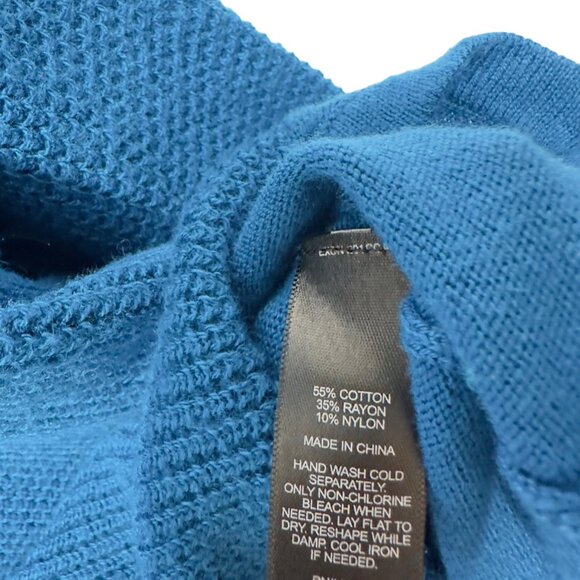 55% COTTON
35% RAYON
10% NYLON
MADE IN CHINA
HAND WASH COLD
SEPARATELY.
ONLY NON-CHLORINE
BLEACH WHEN
NEEDED. LAY FLAT TO
DRY. RESHAPE WHILE
DAMP. COOL IRON
IF NEEDED.